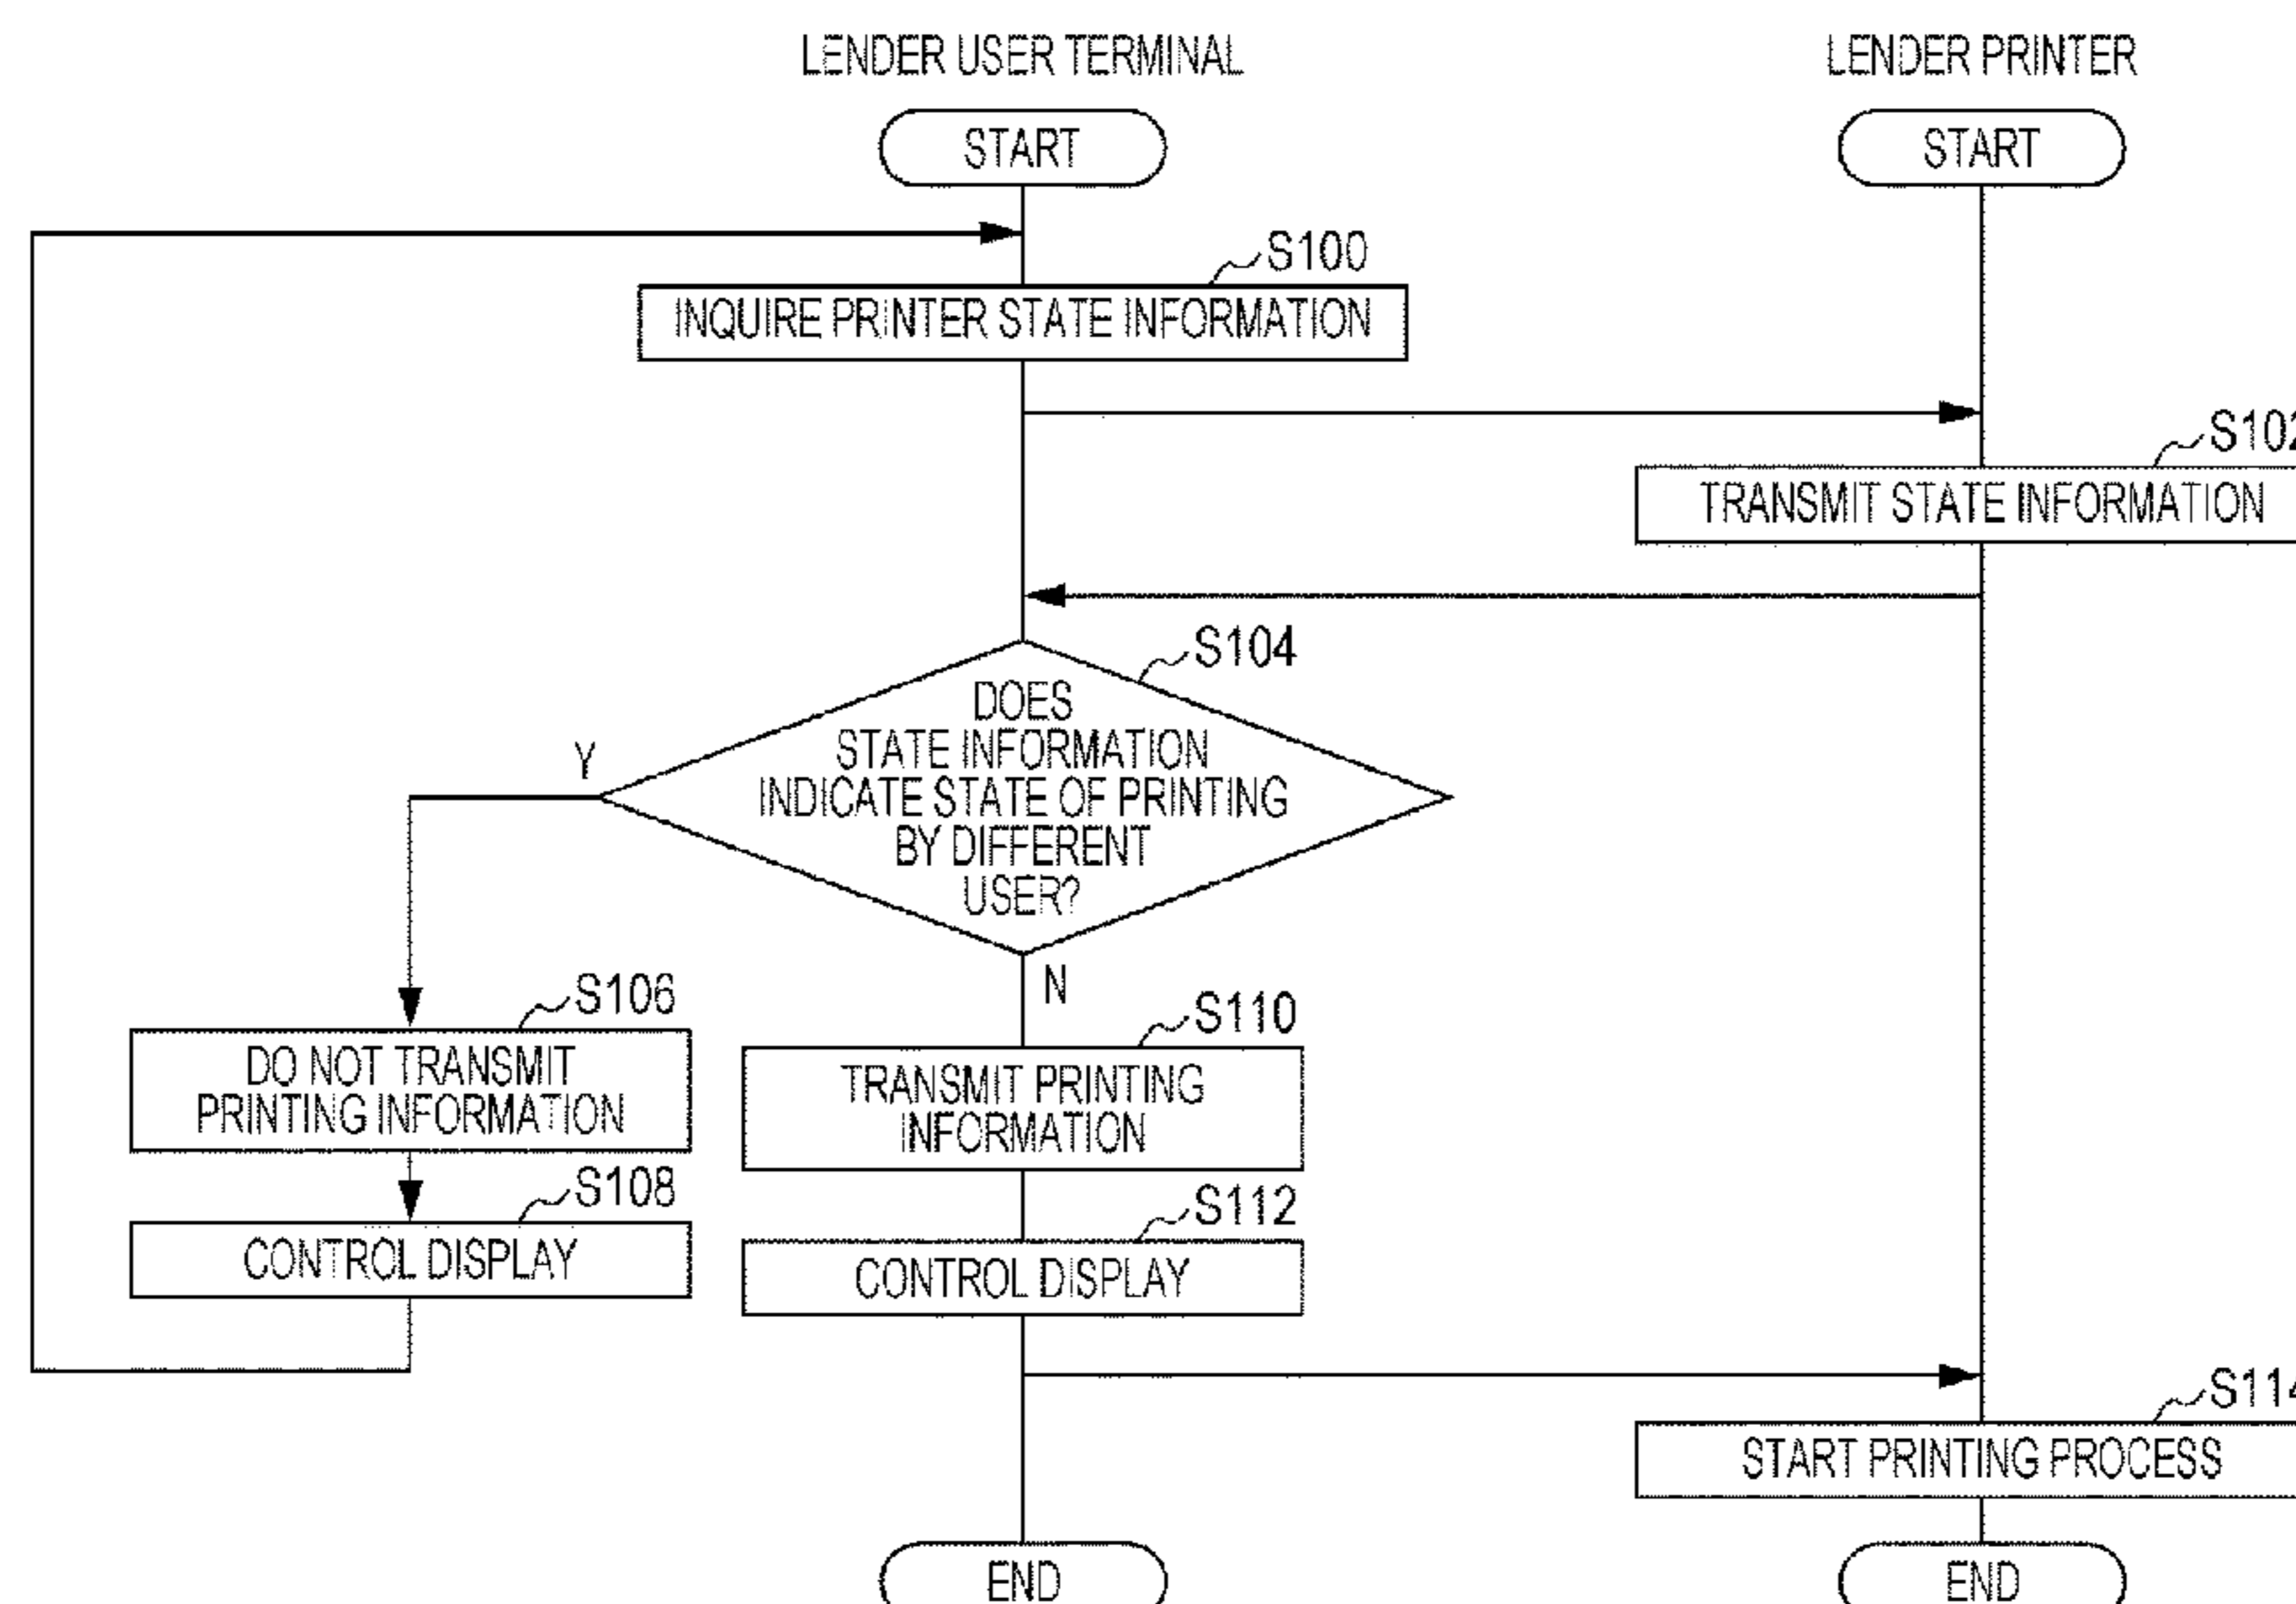 LENDER USER TERMINAL
LENDER PRINTER
START
START
S100
INQUIRE PRINTER STATE INFORMATION
S102
TRANSMIT STATE INFORMATION
S104
DOES
STATE INFORMATION
INDICATE STATE OF PRINTING
BY DIFFERENT
USER?
Y
N
S106
DO NOT TRANSMIT
PRINTING INFORMATION
S110
TRANSMIT PRINTING
INFORMATION
S108
CONTROL DISPLAY
S112
CONTROL DISPLAY
S114
START PRINTING PROCESS
END
END